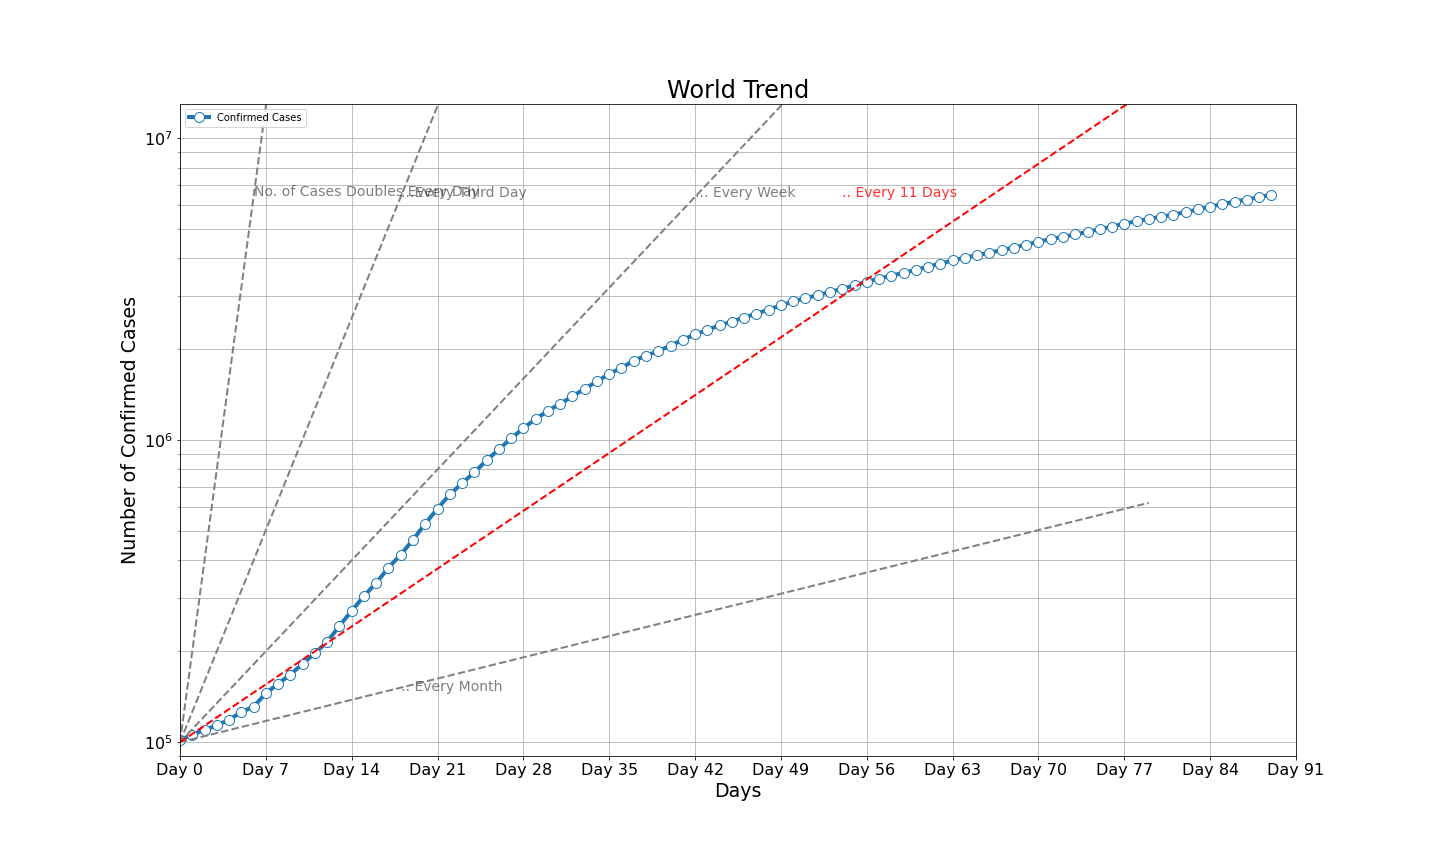 World Trend
Confirmed Cases
10⁷
No. of Cases Doubles Every Day
.. Every Third Day
.. Every Week
.. Every 11 Days
Number of Confirmed Cases
10⁶
.. Every Month
10⁵
Day 0 Day 7 Day 14 Day 21 Day 28 Day 35 Day 42 Day 49 Day 56 Day 63 Day 70 Day 77 Day 84 Day 91
Days